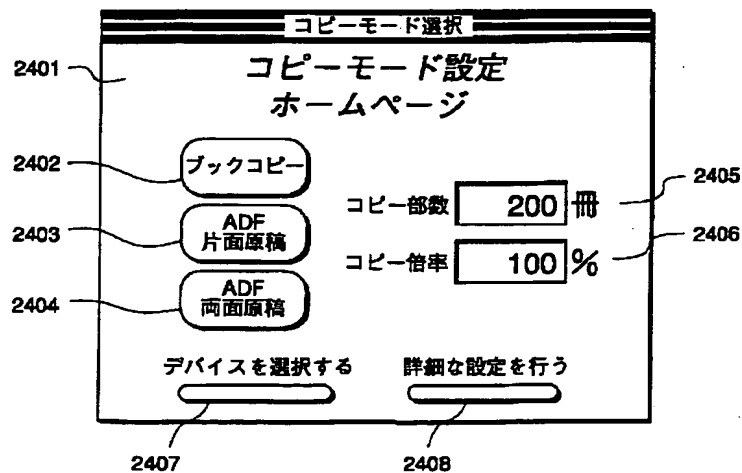 コピーモード選択
2401
コピーモード設定
ホームページ
2402
ブックコピー
2403
ADF
片面原稿
2404
ADF
両面原稿
コピー部数 200 冊
2405
コピー倍率 100 %
2406
デバイスを選択する
詳細な設定を行う
2407
2408